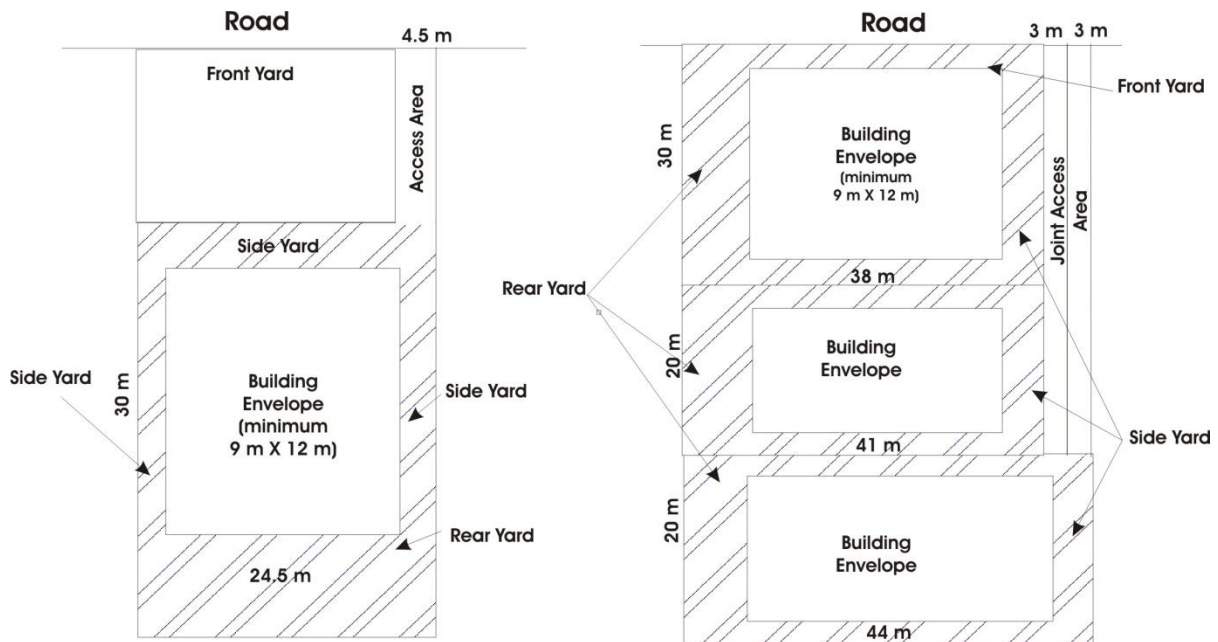 Road
4.5 m
Front Yard
Access Area
Side Yard
Side Yard
30 m
Building
Envelope
(minimum
9 m X 12 m)
Side Yard
Rear Yard
24.5 m
Road
3 m 3 m
Front Yard
30 m
Building
Envelope
(minimum
9 m X 12 m)
Joint Access
Area
38 m
Rear Yard
20 m
Building
Envelope
41 m
Side Yard
20 m
Building
Envelope
44 m